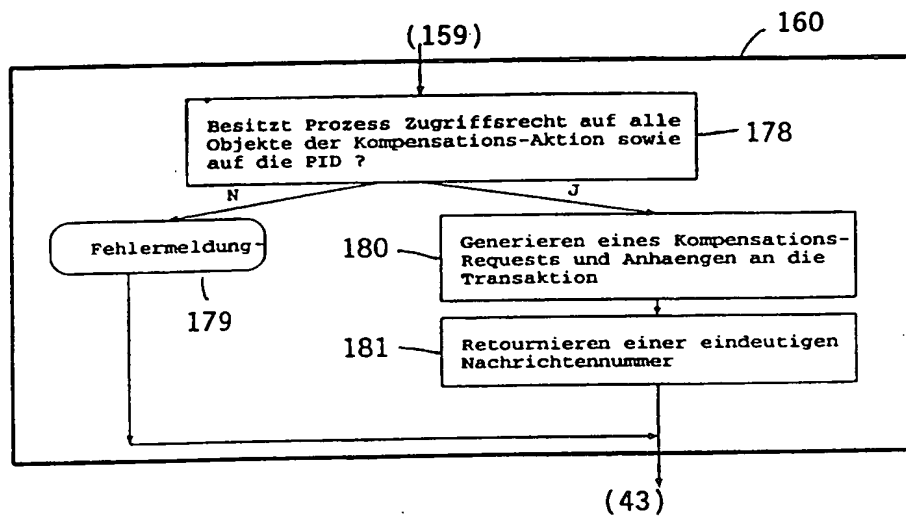 (159)
160
Besitzt Prozess Zugriffsrecht auf alle
Objekte der Kompensations-Aktion sowie
auf die PID ?
178
N
J
Fehlermeldung
179
180
Generieren eines Kompensations-
Requests und Anhaengen an die
Transaktion
181
Retournieren einer eindeutigen
Nachrichtennummer
(43)